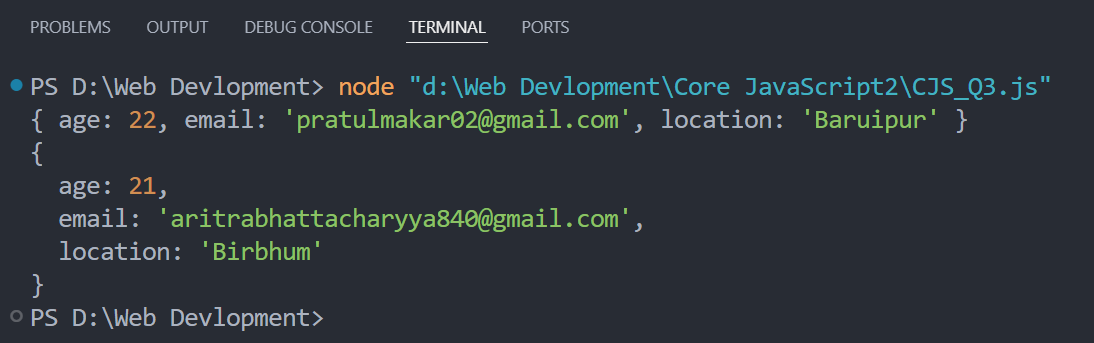 PROBLEMS OUTPUT DEBUG CONSOLE TERMINAL PORTS
PS D:\Web Devlopment> node "d:\Web Devlopment\Core JavaScript2\CJS_Q3.js"
{ age: 22, email: 'pratulmakar02@gmail.com', location: 'Baruipur' }
{
  age: 21,
  email: 'aritrabhattacharyya840@gmail.com',
  location: 'Birbhum'
}
PS D:\Web Devlopment>